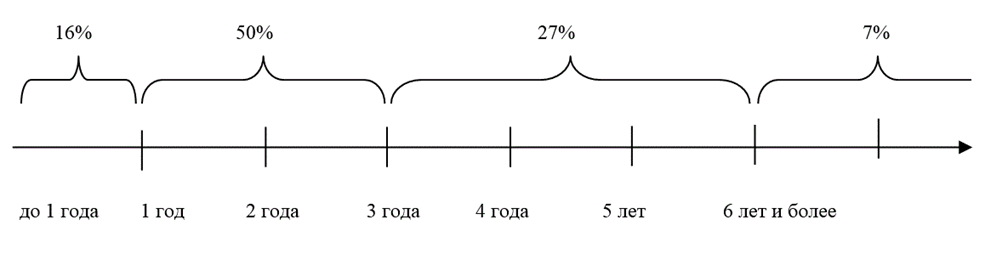 16% 50% 27% 7%
до 1 года 1 год 2 года 3 года 4 года 5 лет 6 лет и более